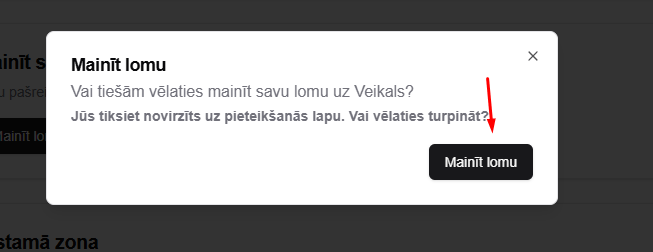 Mainīt lomu
Vai tiešām vēlaties mainīt savu lomu uz Veikals?
Jūs tiksiet novirzīts uz pieteikšanās lapu. Vai vēlaties turpināt?
Mainīt lomu
stamā zona